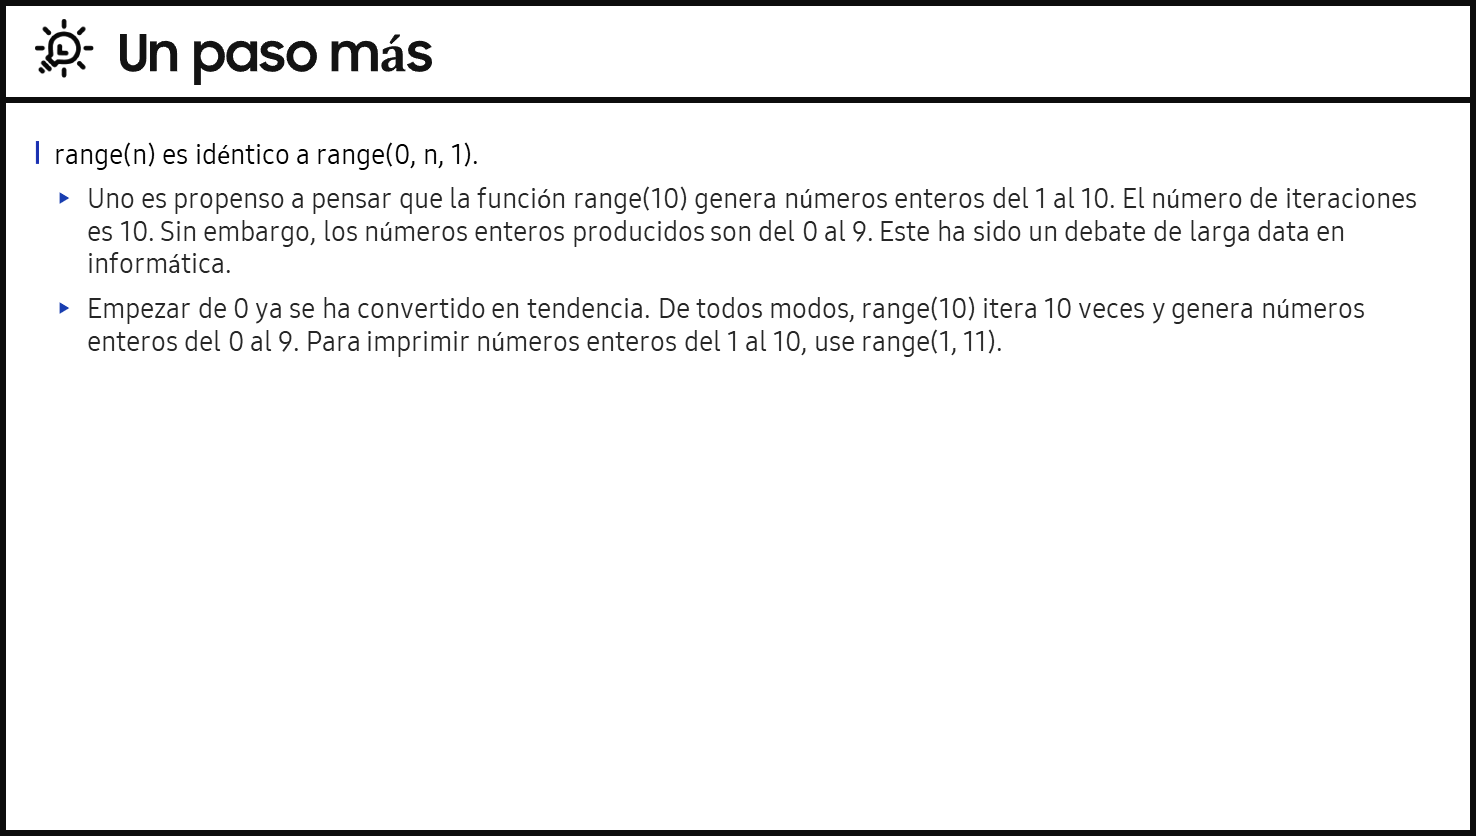 Un paso más
range(n) es idéntico a range(0, n, 1).
Uno es propenso a pensar que la función range(10) genera números enteros del 1 al 10. El número de iteraciones
es 10. Sin embargo, los números enteros producidos son del 0 al 9. Este ha sido un debate de larga data en
informática.
Empezar de 0 ya se ha convertido en tendencia. De todos modos, range(10) itera 10 veces y genera números
enteros del 0 al 9. Para imprimir números enteros del 1 al 10, use range(1, 11).